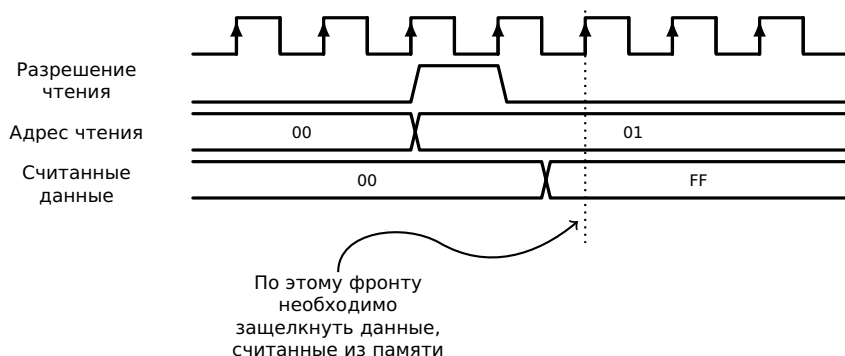 Разрешение
чтения
Адрес чтения
00
01
Считанные
данные
00
FF
По этому фронту
необходимо
защелкнуть данные,
считанные из памяти